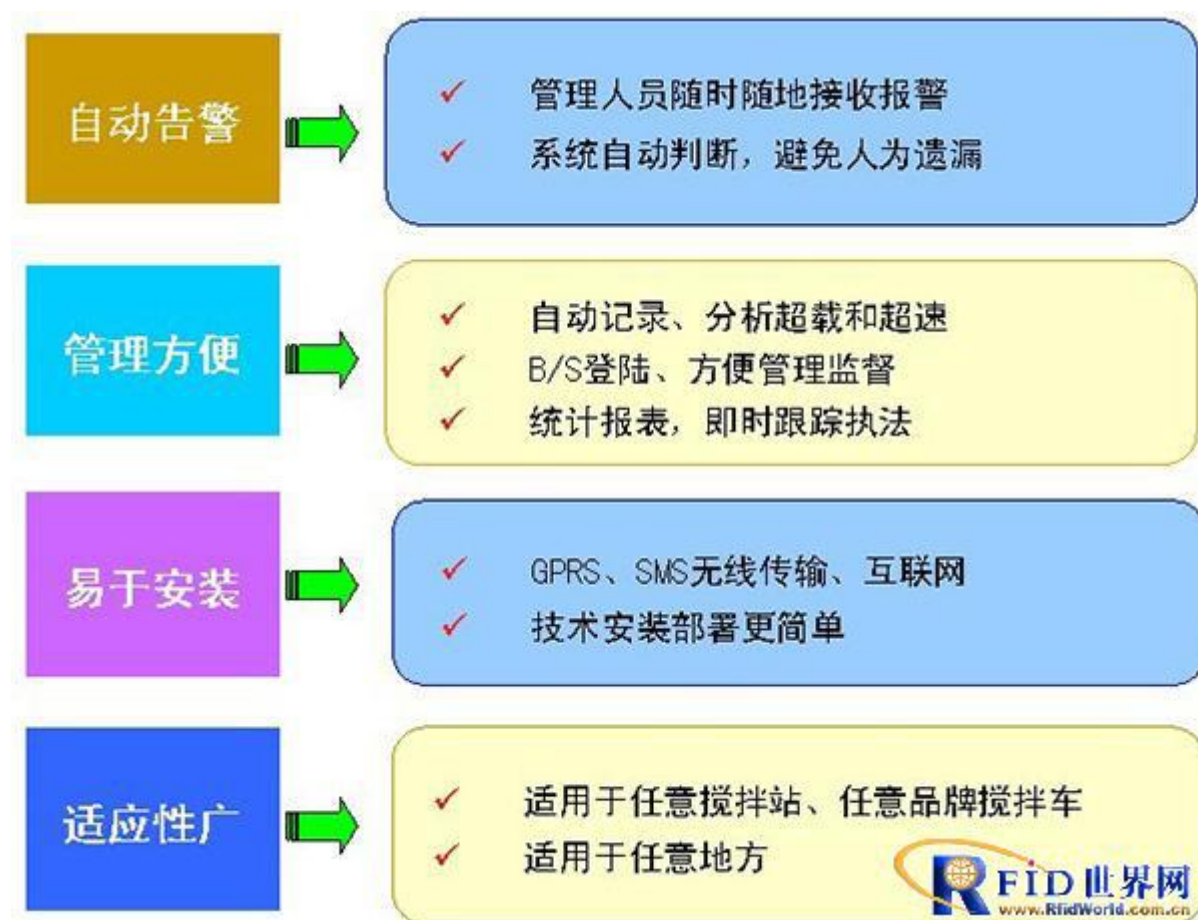 自动告警
管理人员随时随地接收报警
系统自动判断，避免人为遗漏
管理方便
自动记录、分析超载和超速
B/S登陆、方便管理监督
统计报表，即时跟踪执法
易于安装
GPRS、SMS无线传输、互联网
技术安装部署更简单
适应性广
适用于任意搅拌站、任意品牌搅拌车
适用于任意地方
RFID世界网
www.RfidWorld.com.cn